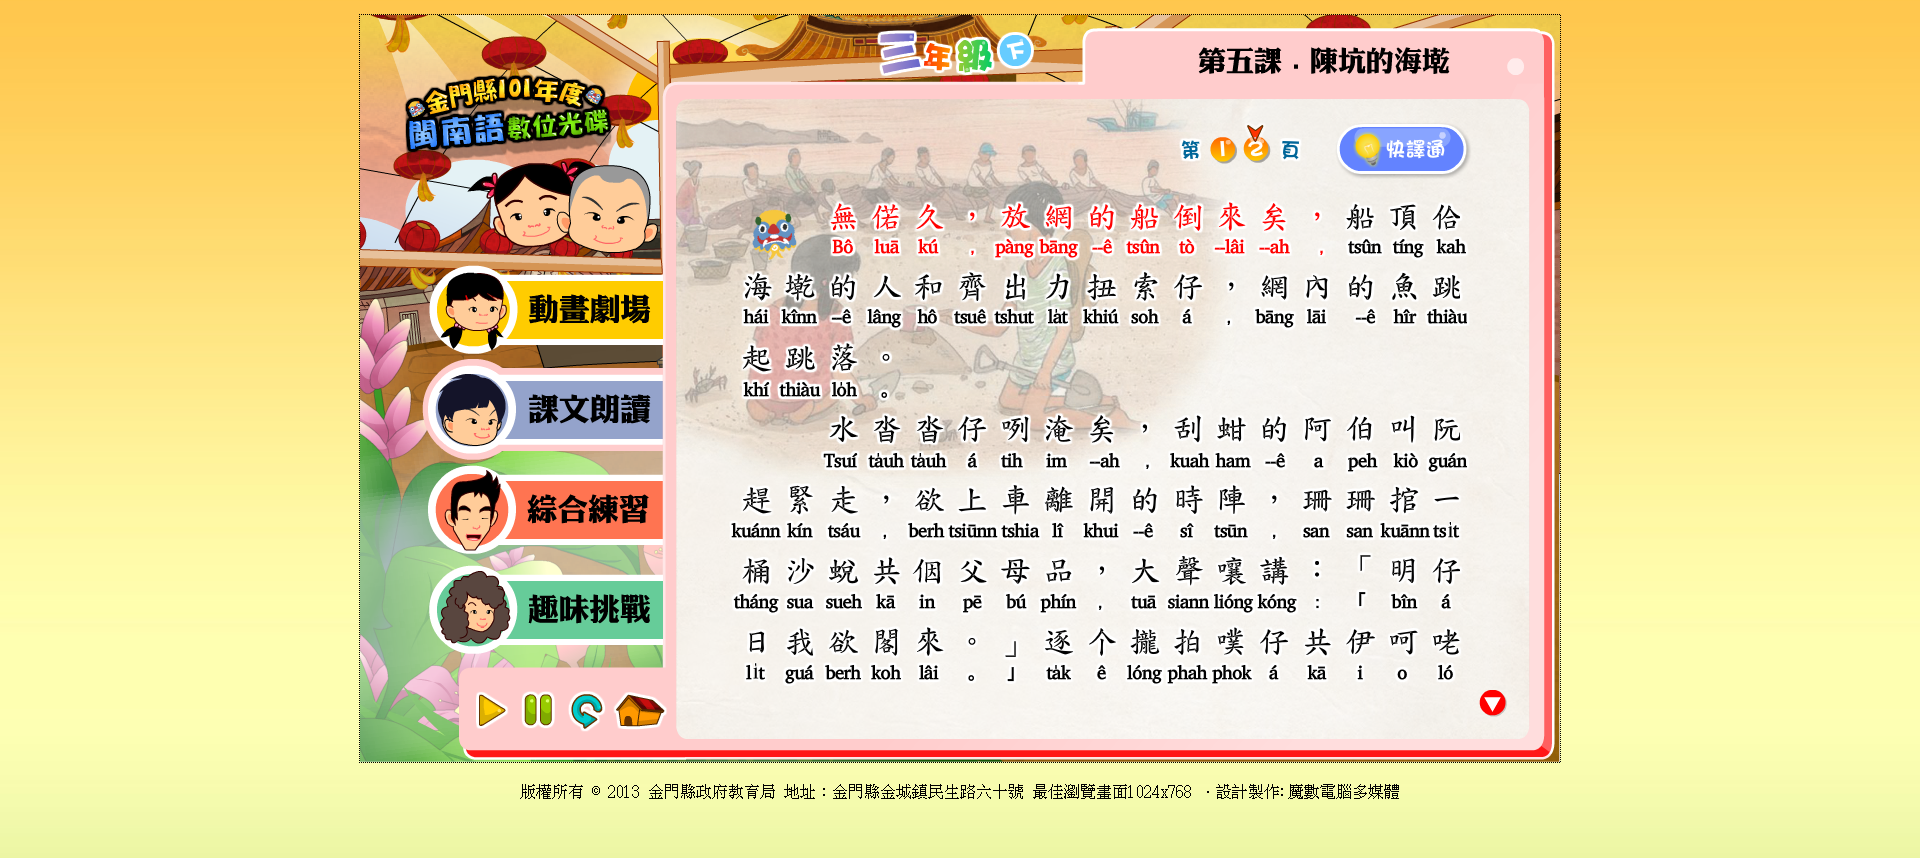 三年級下
第五課．陳坑的海墘
金門縣101年度
閩南語數位光碟
第 1 2 頁
快譯通
無偌久，放網的船倒來矣，船頂佮
Bô luā kú , pàng bāng --ê tsûn tò --lâi --ah , tsûn tíng kah
海墘的人和齊出力扭索仔，網內的魚跳
hái kînn --ê lâng hô tsuê tshut la̍t khiú soh á , bāng lāi --ê hîr thiàu
起跳落。
khí thiàu lo̍h 。
水沓沓仔咧淹矣，刮蚶的阿伯叫阮
Tsuí ta̍uh ta̍uh á tih im --ah , kuah ham --ê a peh kiò guán
趕緊走，欲上車離開的時陣，珊珊捾一
kuánn kín tsáu , berh tsiūnn tshia lî khui --ê sî tsūn , san san kuānn tsi̍t
桶沙蛻共個父母品，大聲嚷講：「明仔
tháng sua sueh kā in pē bú phín , tuā siann lióng kóng : 「 bîn á
日我欲閣來。」逐个攏拍噗仔共伊呵咾
li̍t guá berh koh lâi 。 」 ta̍k ê lóng phah phok á kā i o ló
動畫劇場
課文朗讀
綜合練習
趣味挑戰
版權所有 © 2013 金門縣政府教育局 地址：金門縣金城鎮民生路六十號 最佳瀏覽畫面1024x768 ．設計製作: 魔數電腦多媒體